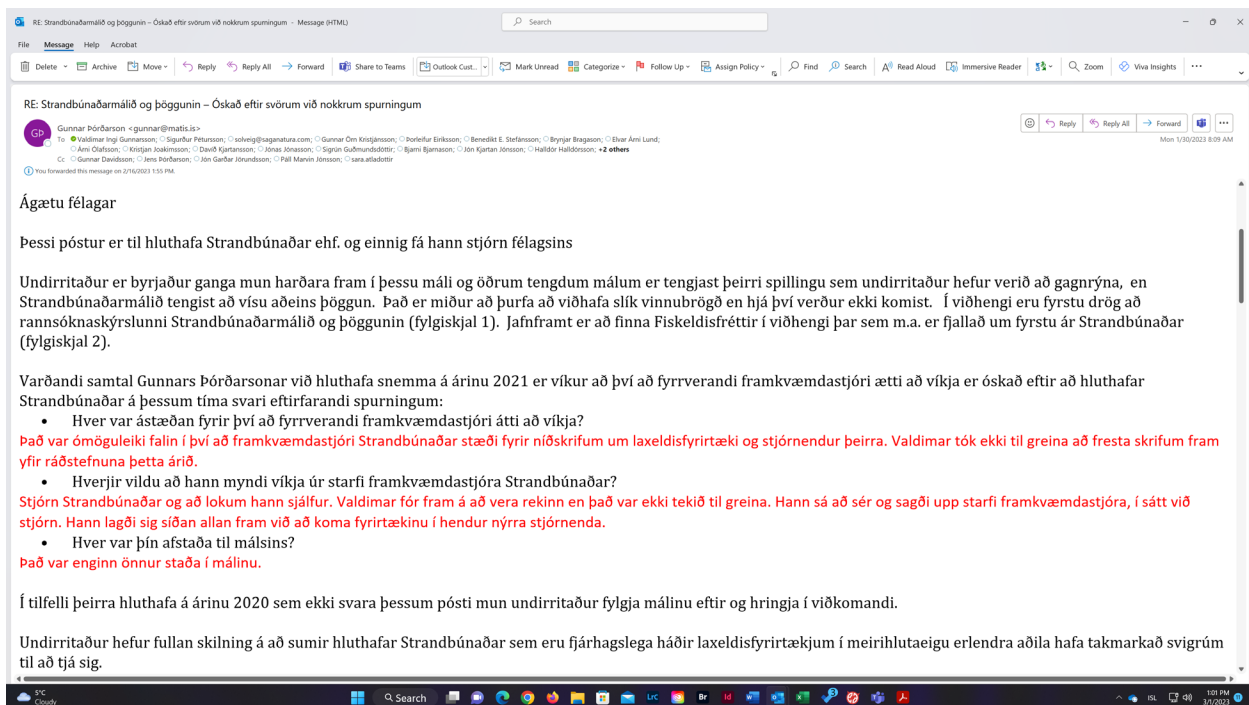 RE: Strandbúnaðarmálið og þöggunin – Óskað eftir svörum við nokkrum spurningum - Message (HTML)
Search
File Message Help Acrobat
Delete Archive Move Reply Reply All Forward Share to Teams Outlook Cust... Mark Unread Categorize Follow Up Assign Policy Find Search Read Aloud Immersive Reader Zoom Viva Insights ...
RE: Strandbúnaðarmálið og þöggunin – Óskað eftir svörum við nokkrum spurningum
GÞ
Gunnar Þórðarson <gunnar@matis.is>
Reply Reply All Forward ...
To Valdimar Ingi Gunnarsson; Sigurður Pétursson; solveig@saganatura.com; Gunnar Örn Kristjánsson; Þorleifur Eiriksson; Benedikt E. Stefánsson; Brynjar Bragason; Elvar Árni Lund;
Mon 1/30/2023 8:09 AM
Árni Ólafsson; Kristjan Joakimsson; Davíð Kjartansson; Jónas Jónasson; Sigrún Guðmundsdóttir; Bjarni Bjarnason; Jón Kjartan Jónsson; Halldór Halldórsson; +2 others
Cc Gunnar Davidsson; Jens Þórðarson; Jón Garðar Jörundsson; Páll Marvin Jónsson; sara.atladottir
You forwarded this message on 2/16/2023 1:55 PM.
Ágætu félagar
Þessi póstur er til hluthafa Strandbúnaðar ehf. og einnig fá hann stjórn félagsins
Undirritaður er byrjaður ganga mun harðara fram í þessu máli og öðrum tengdum málum er tengjast þeirri spillingu sem undirritaður hefur verið að gagnrýna, en
Strandbúnaðarmálið tengist að vísu aðeins þöggun. Það er miður að þurfa að viðhafa slík vinnubrögð en hjá því verður ekki komist. Í viðhengi eru fyrstu drög að
rannsóknaskýrslunni Strandbúnaðarmálið og þöggunin (fylgiskjal 1). Jafnframt er að finna Fiskeldisfréttir í viðhengi þar sem m.a. er fjallað um fyrstu ár Strandbúnaðar
(fylgiskjal 2).
Varðandi samtal Gunnars Þórðarsonar við hluthafa snemma á árinu 2021 er víkur að því að fyrrverandi framkvæmdastjóri ætti að víkja er óskað eftir að hluthafar
Strandbúnaðar á þessum tíma svari eftirfarandi spurningum:
• Hver var ástæðan fyrir því að fyrrverandi framkvæmdastjóri átti að víkja?
Það var ómöguleiki falin í því að framkvæmdastjóri Strandbúnaðar stæði fyrir níðskrifum um laxeldisfyrirtæki og stjórnendur þeirra. Valdimar tók ekki til greina að fresta skrifum fram
yfir ráðstefnuna þetta árið.
• Hverjir vildu að hann myndi víkja úr starfi framkvæmdastjóra Strandbúnaðar?
Stjórn Strandbúnaðar og að lokum hann sjálfur. Valdimar fór fram á að vera rekinn en það var ekki tekið til greina. Hann sá að sér og sagði upp starfi framkvæmdastjóra, í sátt við
stjórn. Hann lagði sig síðan allan fram við að koma fyrirtækinu í hendur nýrra stjórnenda.
• Hver var þín afstaða til málsins?
Það var enginn önnur staða í málinu.
Í tilfelli þeirra hluthafa á árinu 2020 sem ekki svara þessum pósti mun undirritaður fylgja málinu eftir og hringja í viðkomandi.
Undirritaður hefur fullan skilning á að sumir hluthafar Strandbúnaðar sem eru fjárhagslega háðir laxeldisfyrirtækjum í meirihlutaeigu erlendra aðila hafa takmarkað svigrúm
til að tjá sig.
5°C
Cloudy
Search
LrC Br Id
ISL
1:01 PM
3/1/2023